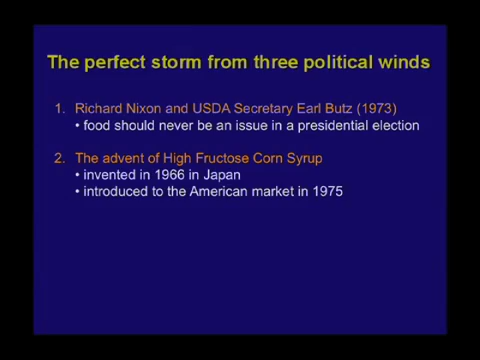 The perfect storm from three political winds
1. Richard Nixon and USDA Secretary Earl Butz (1973)
• food should never be an issue in a presidential election
2. The advent of High Fructose Corn Syrup
• invented in 1966 in Japan
• introduced to the American market in 1975